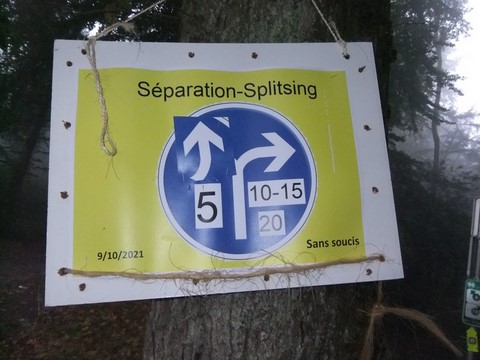 Séparation-Splitsing
5
10-15
20
9/10/2021
Sans soucis